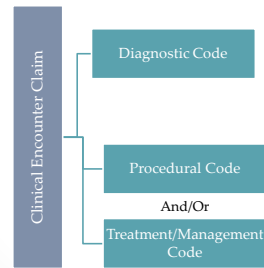 Clinical Encounter Claim
Diagnostic Code
Procedural Code
And/Or
Treatment/Management
Code